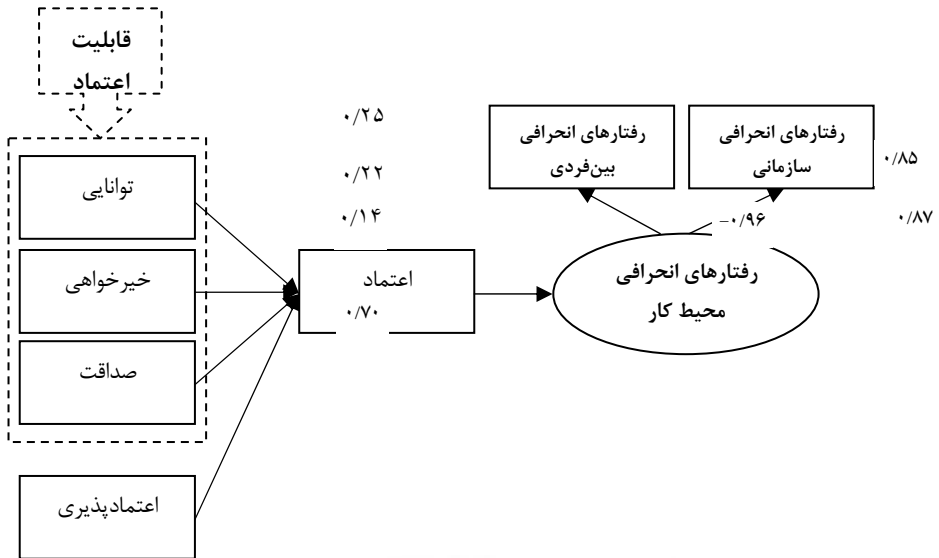 قابلیت
اعتماد
توانایی
خیرخواهی
صداقت
اعتمادپذیری
۰/۲۵
۰/۲۲
۰/۱۴
اعتماد
۰/۷۰
رفتارهای انحرافی
بین‌فردی
رفتارهای انحرافی
سازمانی
۰/۸۵
−۰/۹۶
۰/۸۷
رفتارهای انحرافی
محیط کار